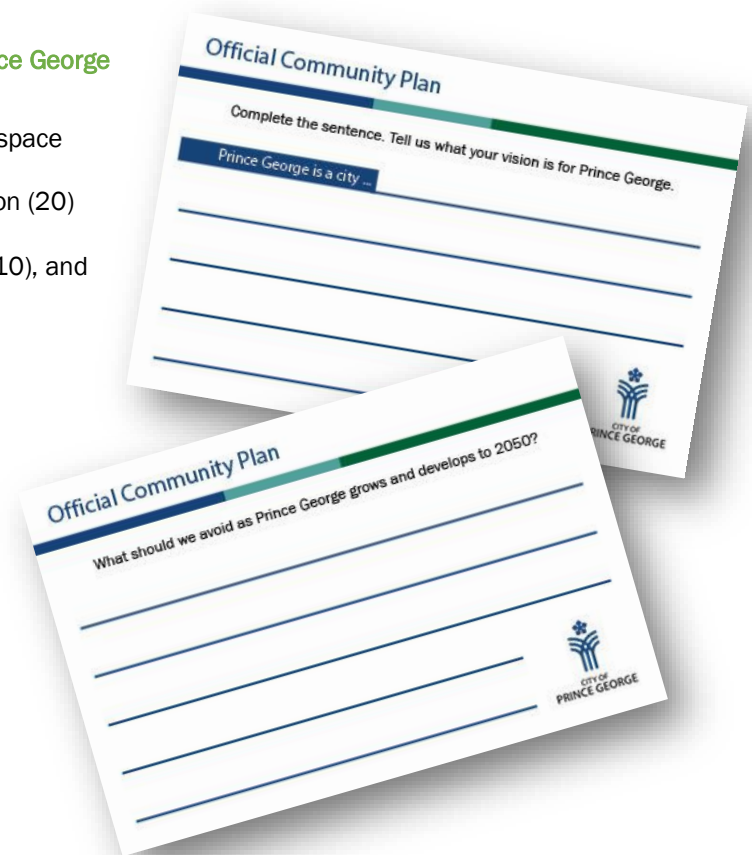 ce George
space
on (20)
10), and
Official Community Plan
Complete the sentence. Tell us what your vision is for Prince George.
Prince George is a city ...
CITY OF
PRINCE GEORGE
Official Community Plan
What should we avoid as Prince George grows and develops to 2050?
CITY OF
PRINCE GEORGE